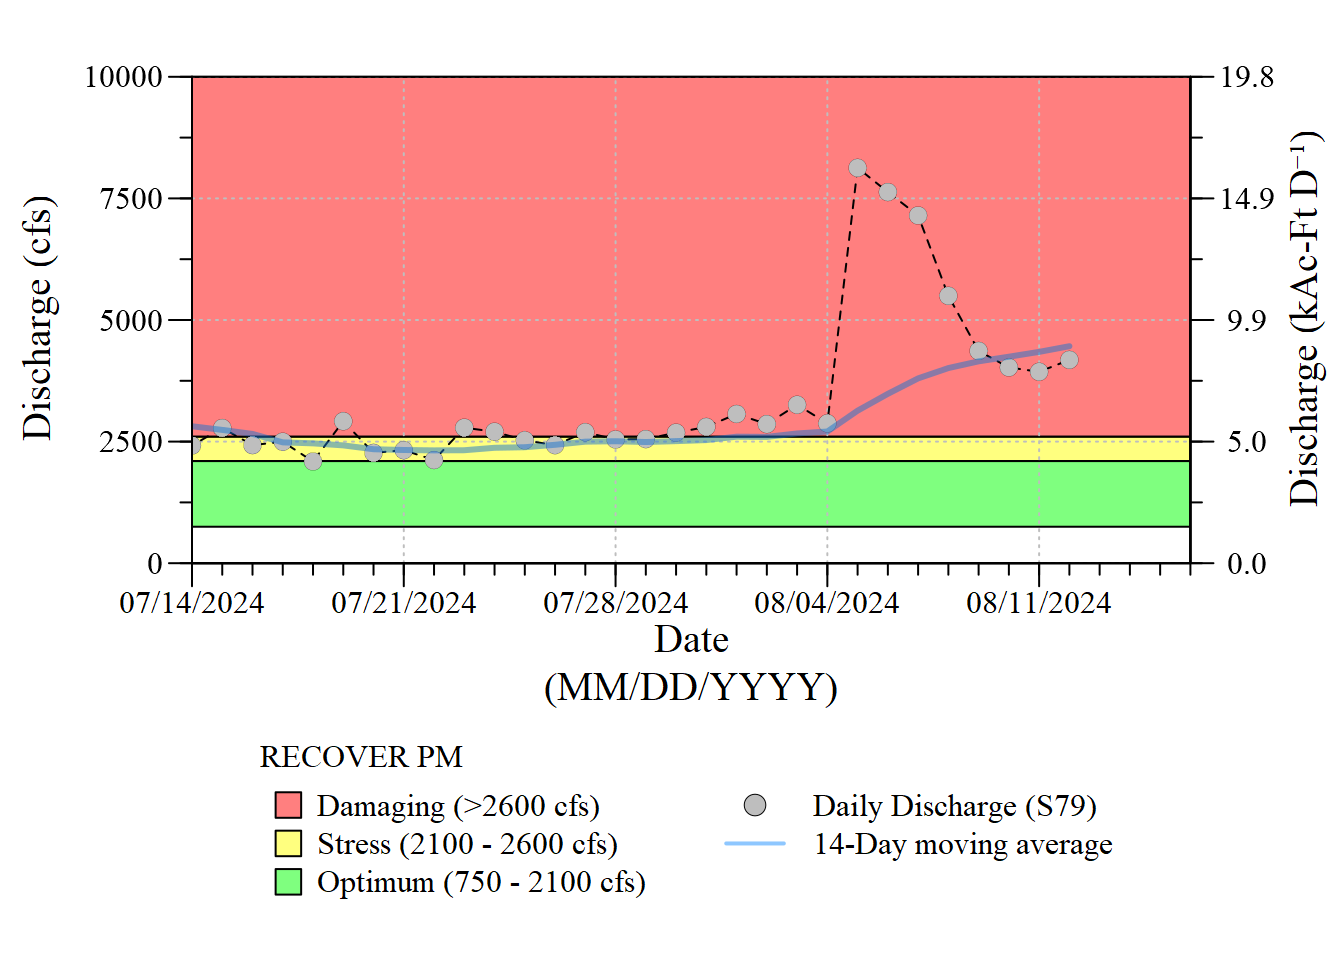 10000
7500
5000
2500
0
Discharge (cfs)
19.8
14.9
9.9
5.0
0.0
Discharge (kAc-Ft D⁻¹)
07/14/2024 07/21/2024 07/28/2024 08/04/2024 08/11/2024
Date
(MM/DD/YYYY)
RECOVER PM
Damaging (>2600 cfs)
Stress (2100 - 2600 cfs)
Optimum (750 - 2100 cfs)
Daily Discharge (S79)
14-Day moving average